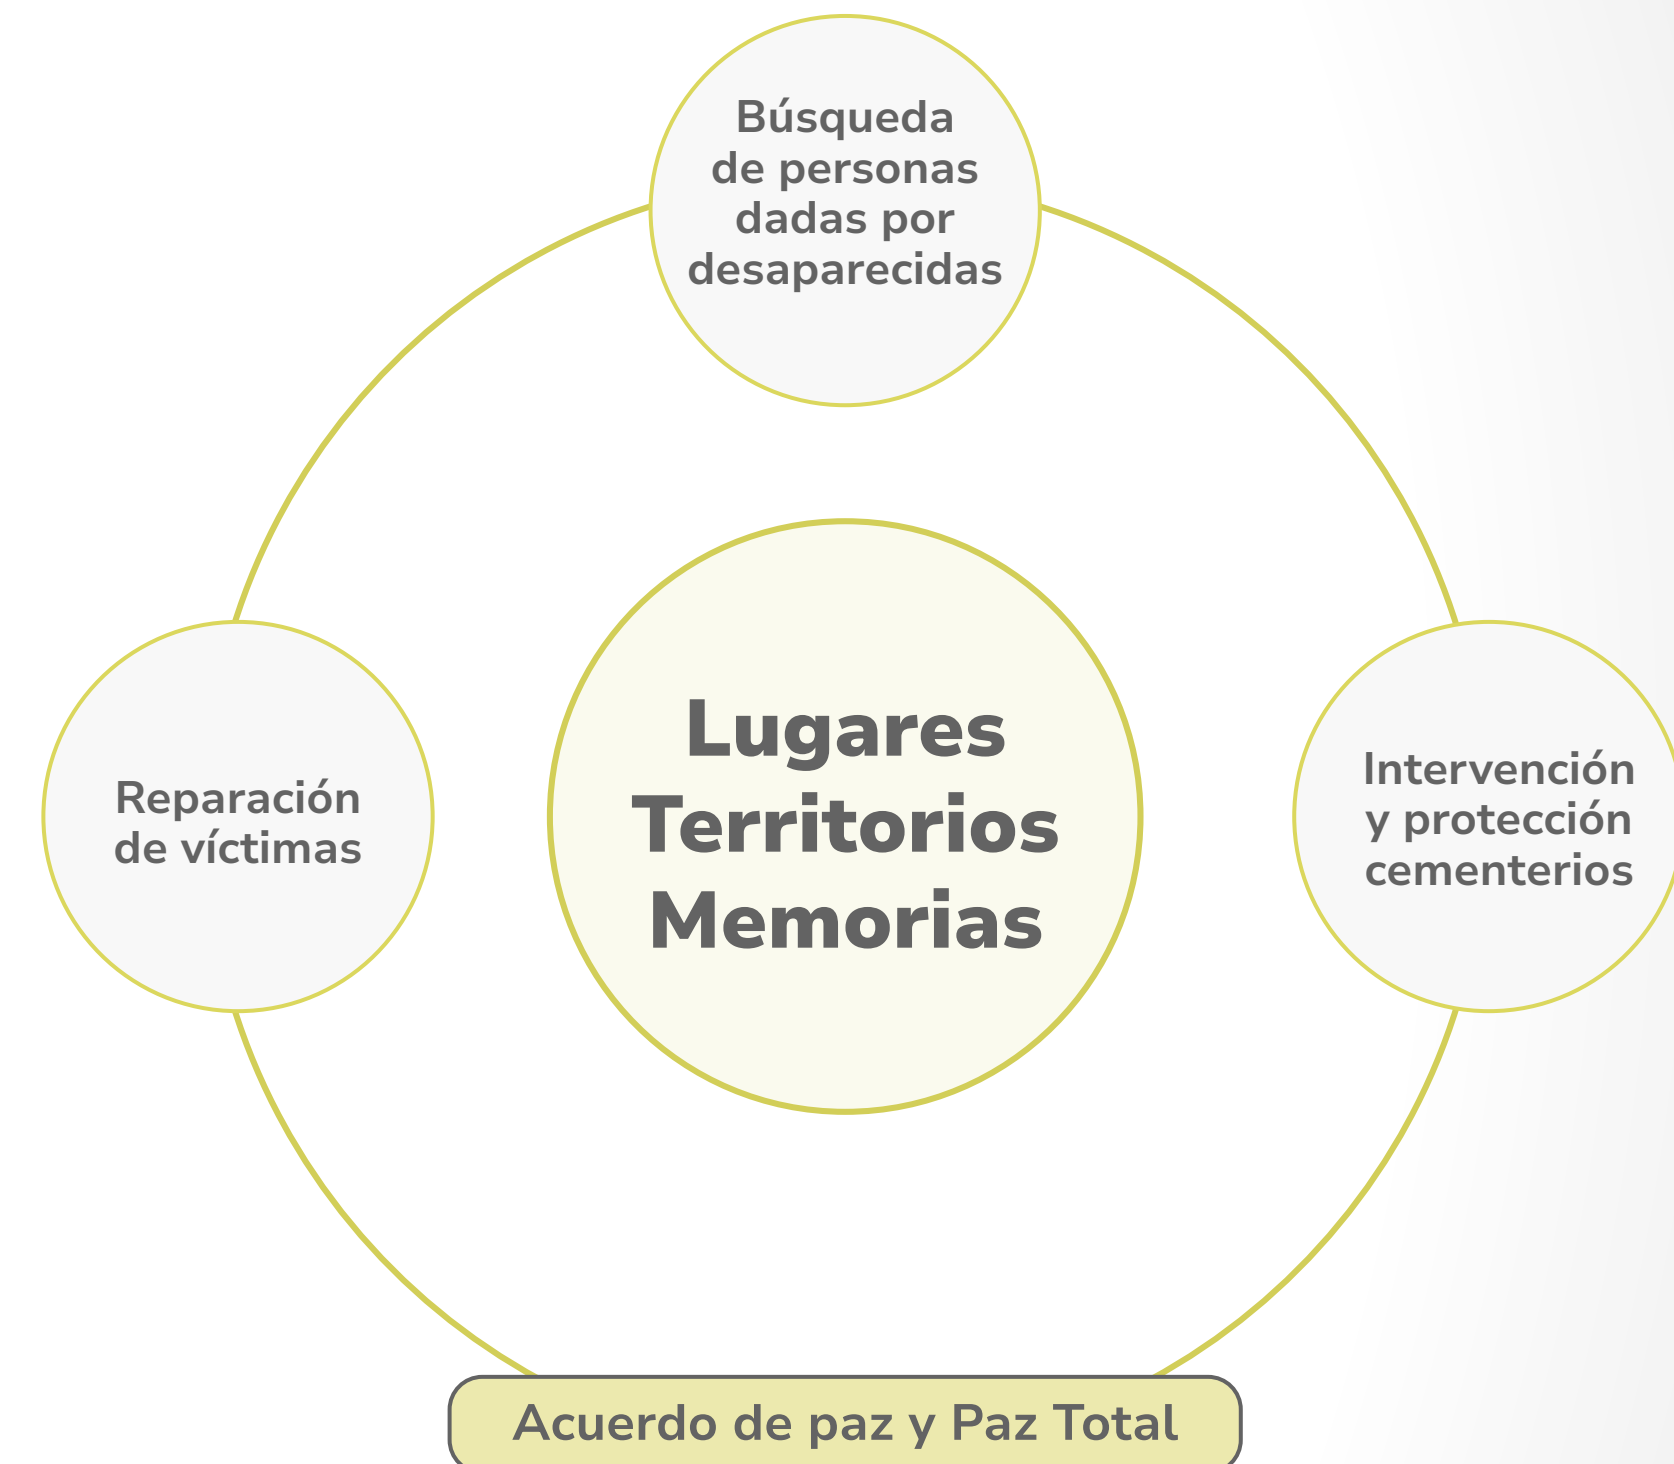 Búsqueda
de personas
dadas por
desaparecidas
Lugares
Territorios
Memorias
Reparación
de víctimas
Intervención
y protección
cementerios
Acuerdo de paz y Paz Total